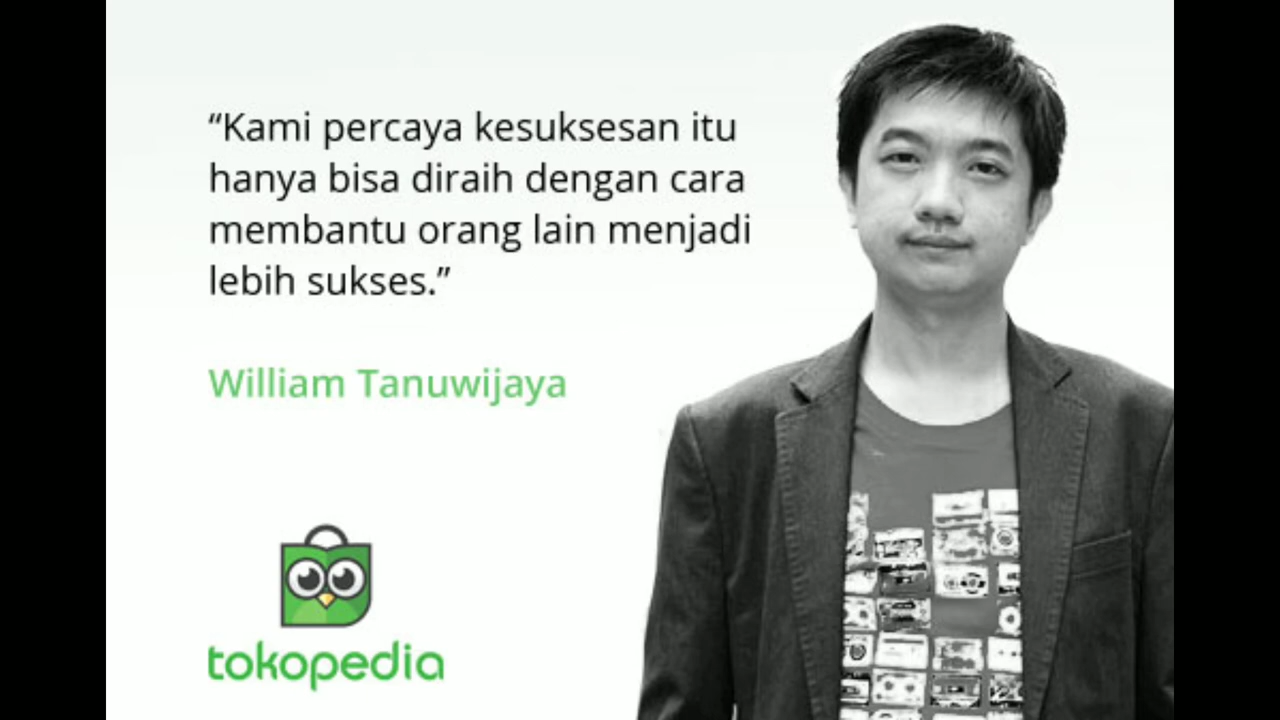 “Kami percaya kesuksesan itu
hanya bisa diraih dengan cara
membantu orang lain menjadi
lebih sukses.”
William Tanuwijaya
tokopedia